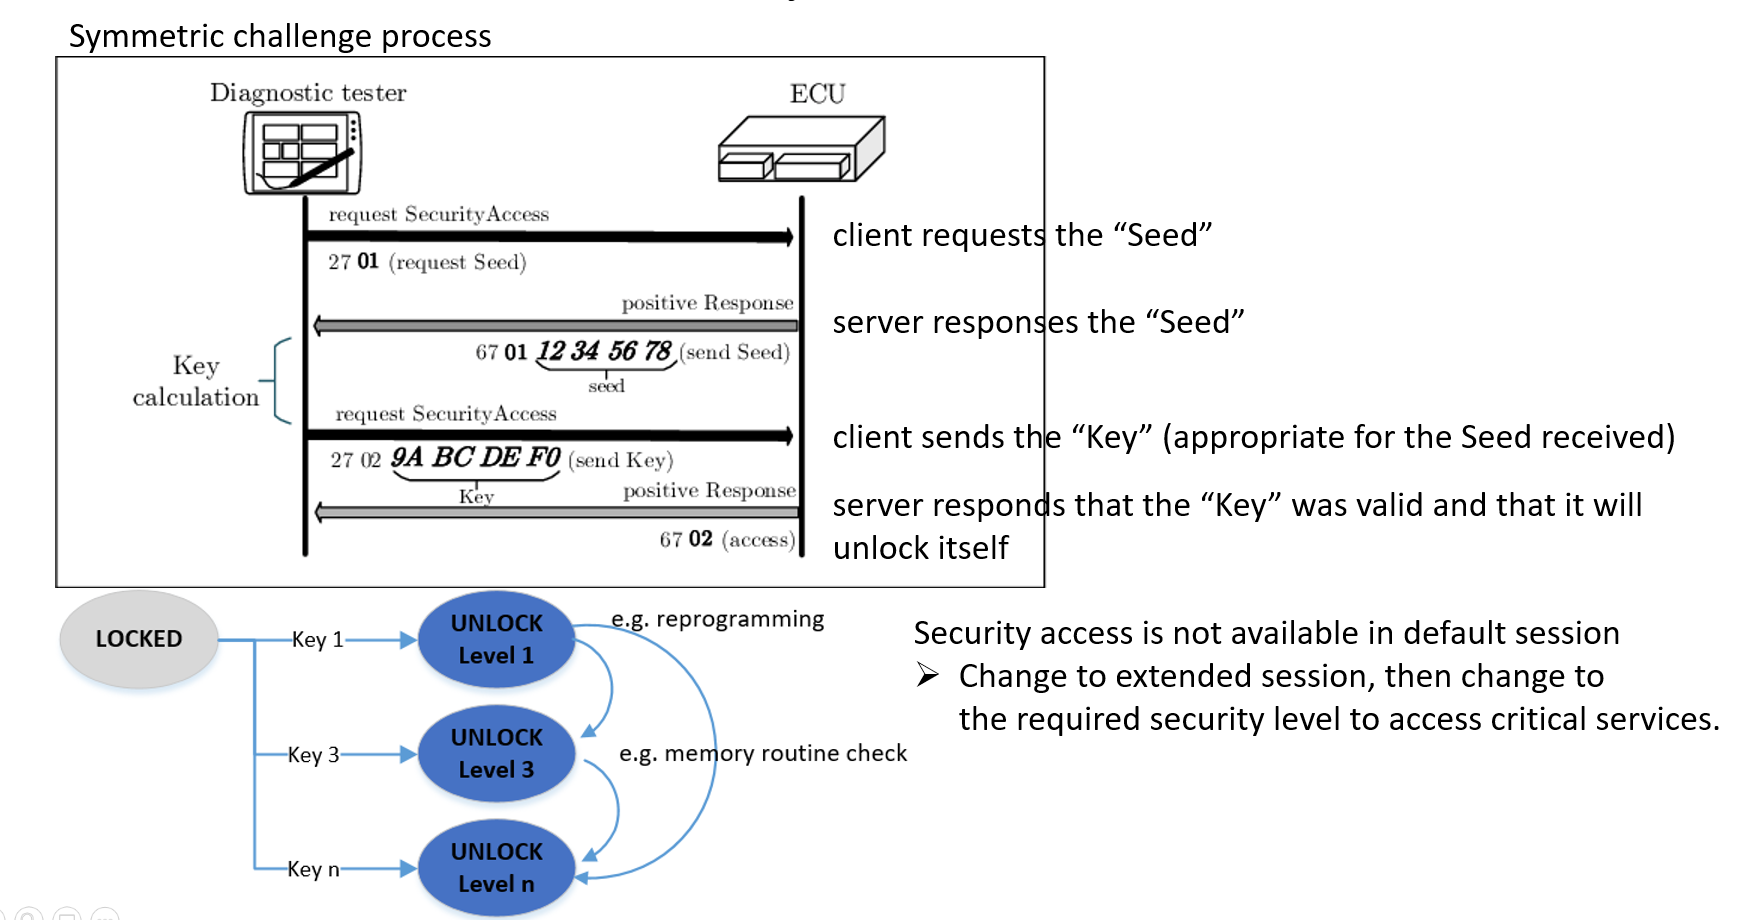 Symmetric challenge process
Diagnostic tester
ECU
request SecurityAccess
client requests the “Seed”
27 01 (request Seed)
positive Response
server responses the “Seed”
67 01 12 34 56 78 (send Seed)
seed
Key
calculation
request SecurityAccess
client sends the “Key” (appropriate for the Seed received)
27 02 9A BC DE F0 (send Key)
Key
positive Response
server responds that the “Key” was valid and that it will
unlock itself
67 02 (access)
LOCKED
Key 1
UNLOCK
Level 1
e.g. reprogramming
Key 3
UNLOCK
Level 3
e.g. memory routine check
Key n
UNLOCK
Level n
Security access is not available in default session
➢ Change to extended session, then change to
the required security level to access critical services.